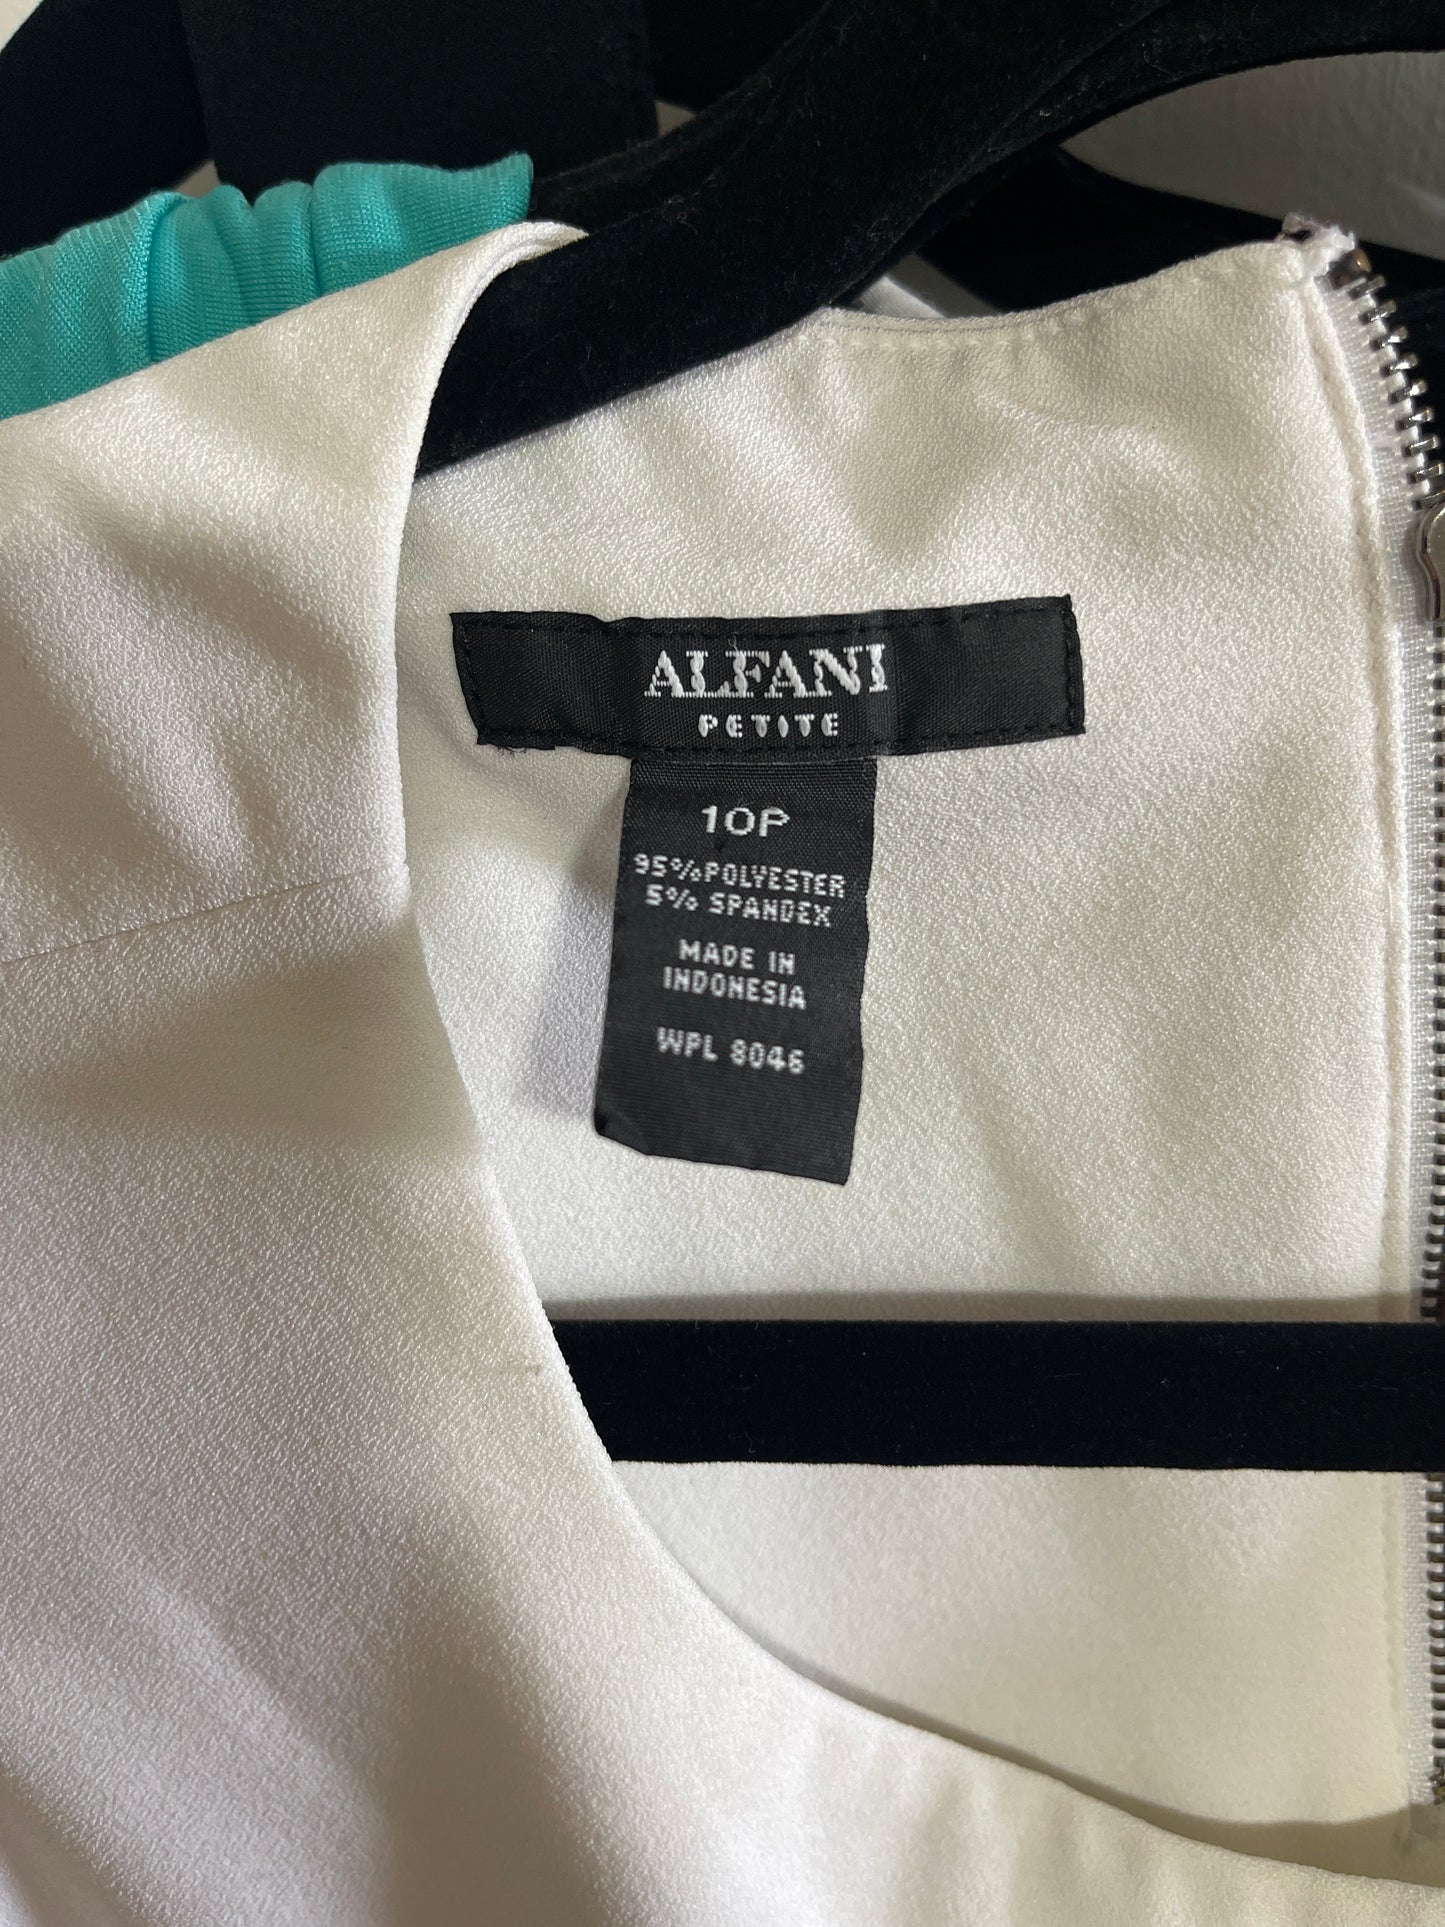 ALFANI
PETITE
10P
95% POLYESTER
5% SPANDEX
MADE IN
INDONESIA
WPL 8046